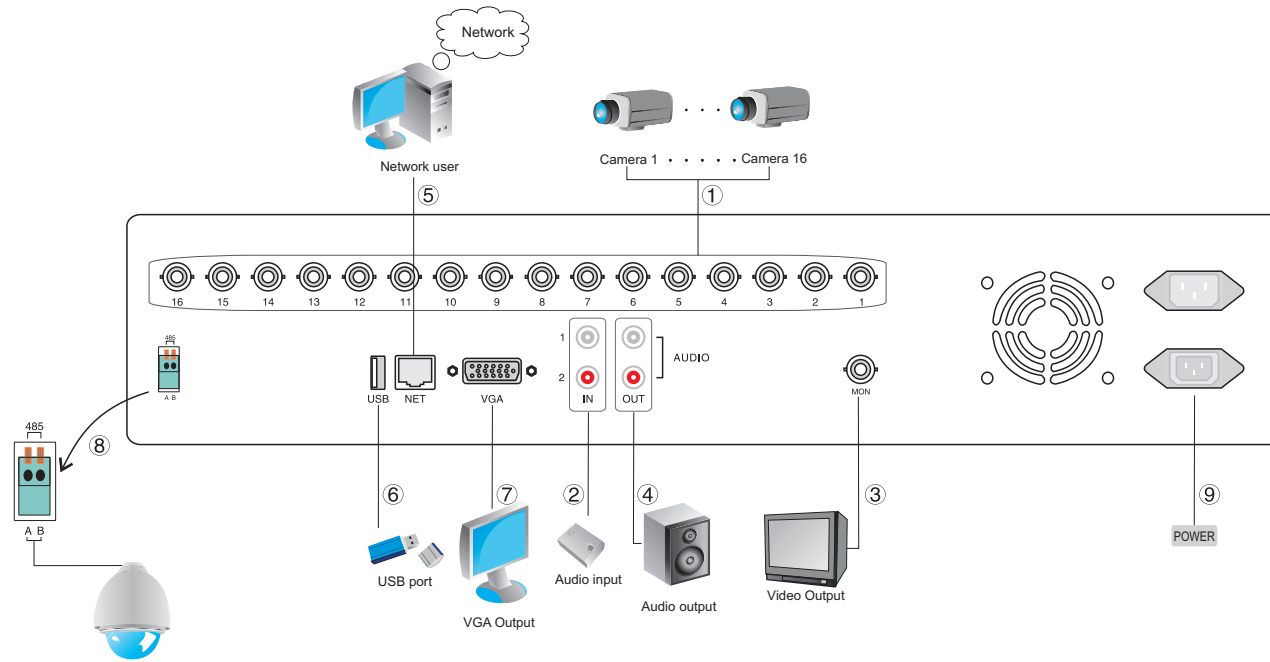 Network
Network user
Camera 1 · · · · · Camera 16
⑤
①
16 15 14 13 12 11 10 9 8 7 6 5 4 3 2 1
485
A B
USB
NET
VGA
1
2
IN
OUT
AUDIO
MON
485
A B
⑧
⑥
⑦
②
④
③
⑨
USB port
VGA Output
Audio input
Audio output
Video Output
POWER